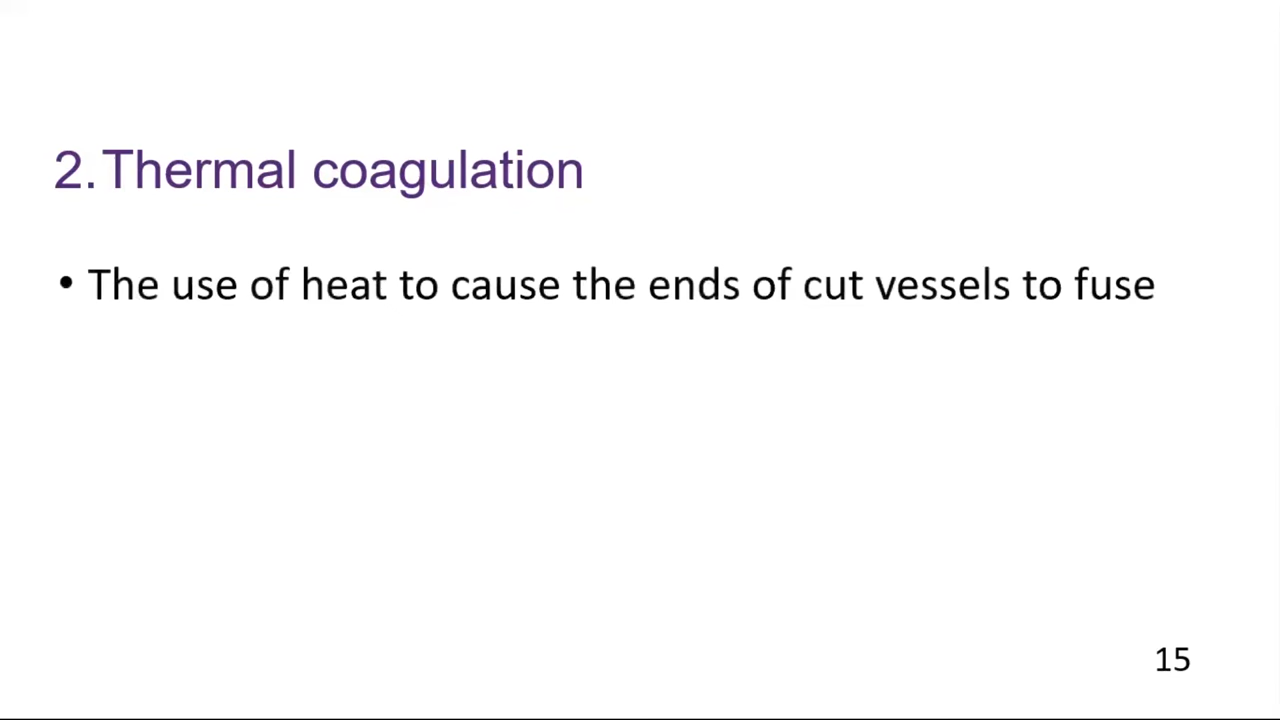 2. Thermal coagulation
• The use of heat to cause the ends of cut vessels to fuse
15